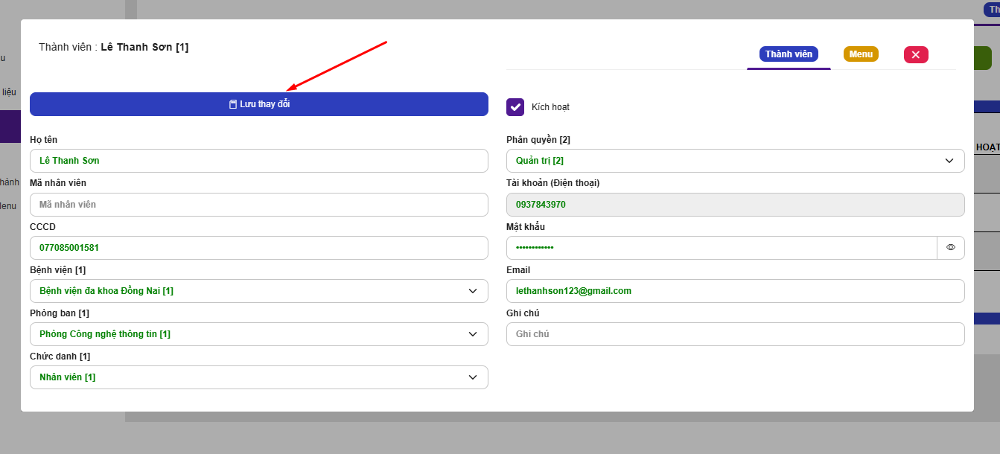 Th
Thành viên : Lê Thanh Sơn [1]
Thành viên
Menu
u
liệu
Lưu thay đổi
Kích hoạt
Họ tên
Phân quyền [2]
HOẠT
Lê Thanh Sơn
Quản trị [2]
Mã nhân viên
Tài khoản (Điện thoại)
hành
Mã nhân viên
0937843970
lenu
CCCD
Mật khẩu
077085001581
••••••••••••
Bệnh viện [1]
Email
Bệnh viện đa khoa Đồng Nai [1]
lethanhson123@gmail.com
Phòng ban [1]
Ghi chú
Phòng Công nghệ thông tin [1]
Ghi chú
Chức danh [1]
Nhân viên [1]